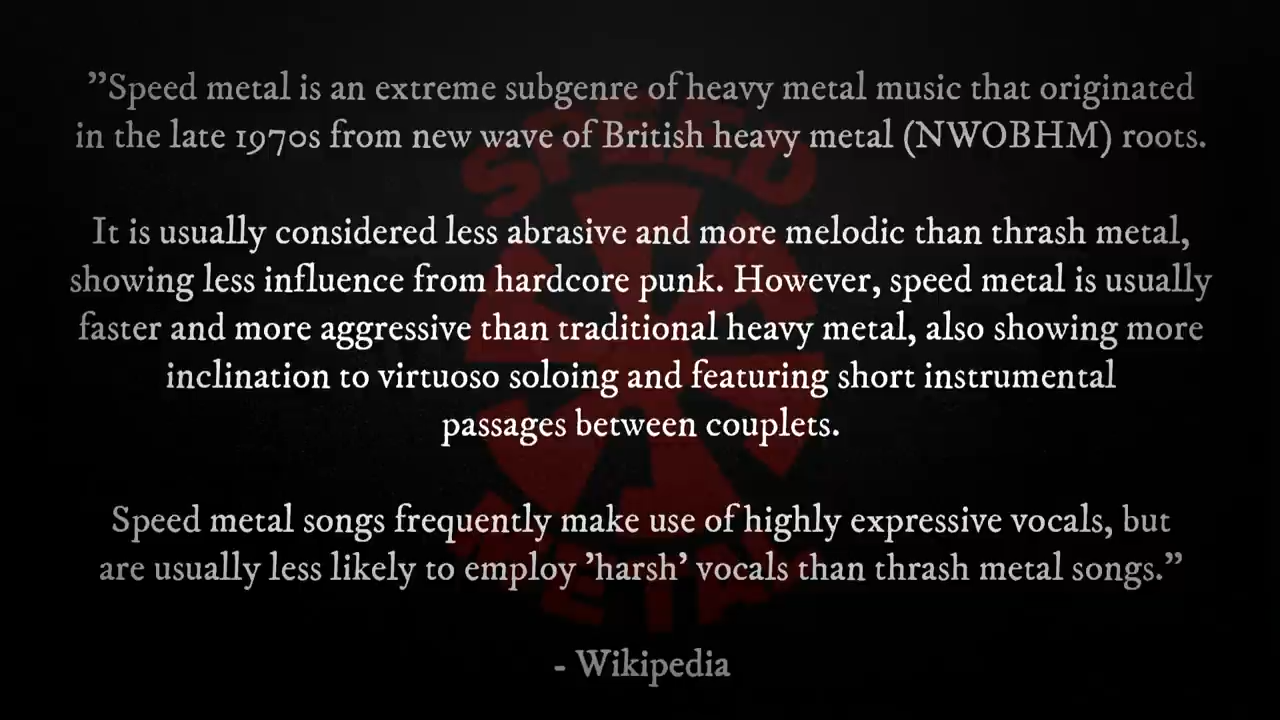 ”Speed metal is an extreme subgenre of heavy metal music that originated
in the late 1970s from new wave of British heavy metal (NWOBHM) roots.
It is usually considered less abrasive and more melodic than thrash metal,
showing less influence from hardcore punk. However, speed metal is usually
faster and more aggressive than traditional heavy metal, also showing more
inclination to virtuoso soloing and featuring short instrumental
passages between couplets.
Speed metal songs frequently make use of highly expressive vocals, but
are usually less likely to employ ’harsh’ vocals than thrash metal songs.”
- Wikipedia
SPEED
METAL